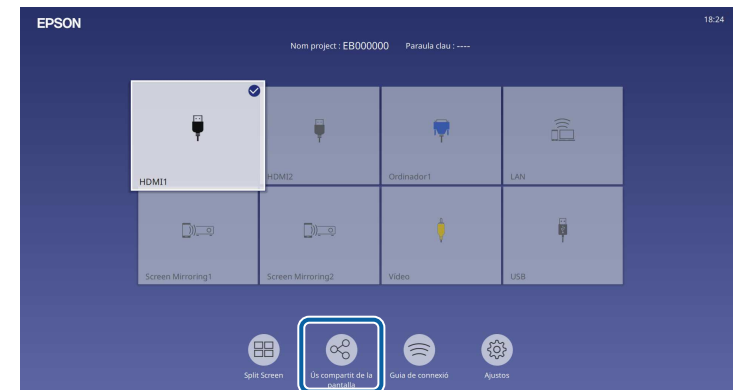 EPSON
18:24
Nom project : EB000000 Paraula clau : ----
HDMI1
HDMI2
Ordinador1
LAN
Screen Mirroring1
Screen Mirroring2
Vídeo
USB
Split Screen
Ús compartit de la
pantalla
Guia de connexió
Ajustos